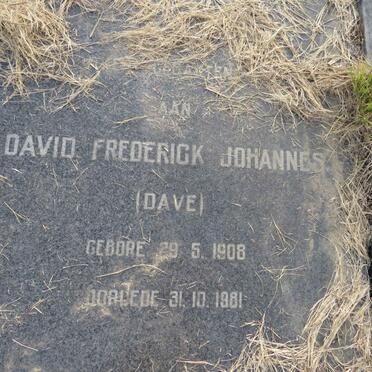 AAN
DAVID FREDERICK JOHANNES
(DAVE)
GEBORE 29. 5. 1908
OORLEDE 31. 10. 1981